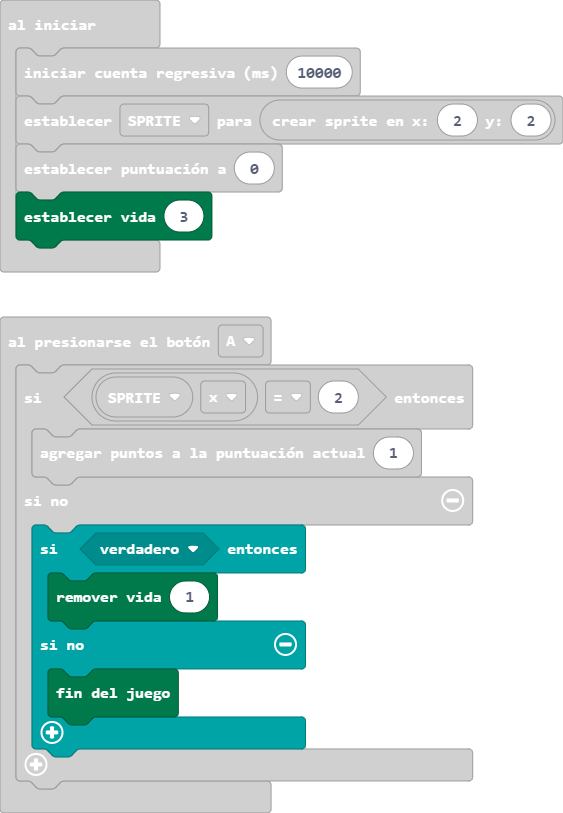 al iniciar
iniciar cuenta regresiva (ms) 10000
establecer SPRITE para crear sprite en x: 2 y: 2
establecer puntuación a 0
establecer vida 3
al presionarse el botón A
si SPRITE x = 2 entonces
agregar puntos a la puntuación actual 1
si no
si verdadero entonces
remover vida 1
si no
fin del juego